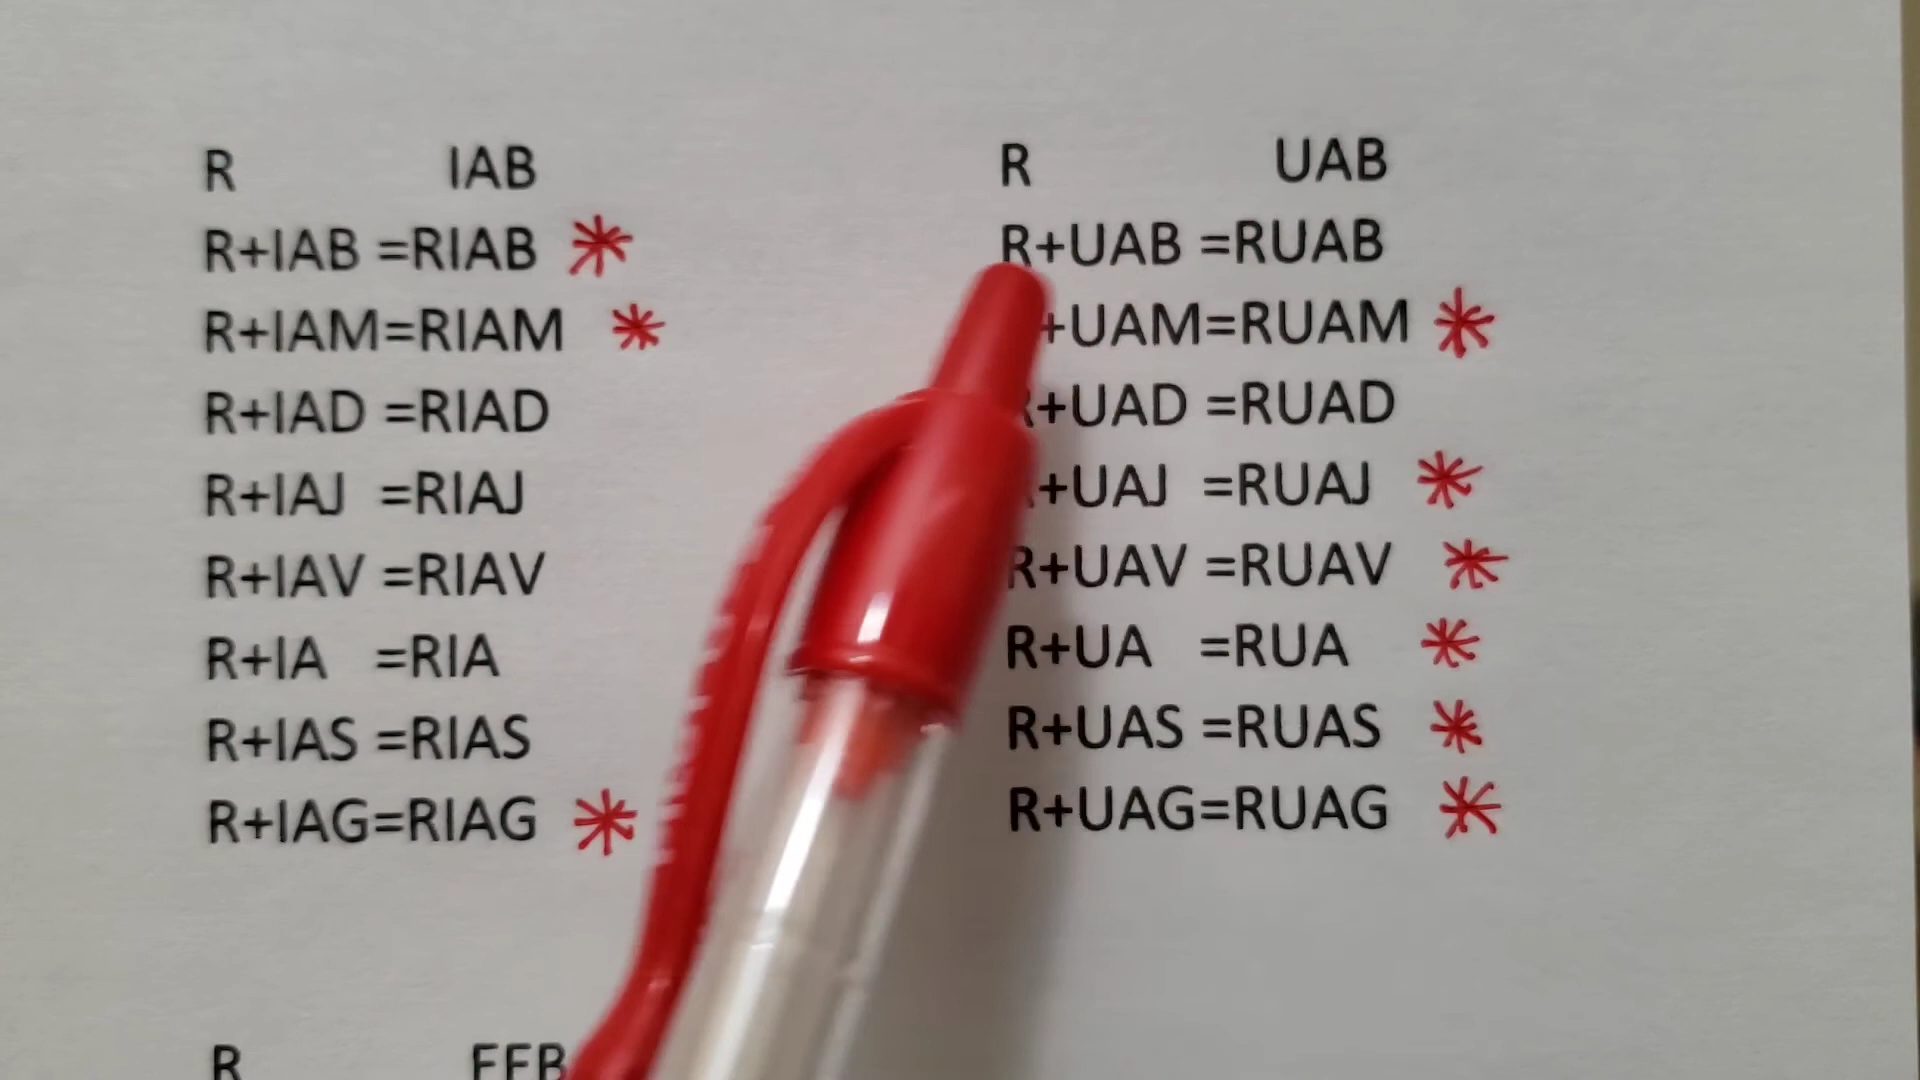 R IAB
R+IAB =RIAB *
R+IAM=RIAM *
R+IAD =RIAD
R+IAJ =RIAJ
R+IAV =RIAV
R+IA =RIA
R+IAS =RIAS
R+IAG=RIAG *
R UAB
R+UAB =RUAB
+UAM=RUAM *
R+UAD =RUAD
+UAJ =RUAJ *
R+UAV =RUAV *
R+UA =RUA *
R+UAS =RUAS *
R+UAG=RUAG *
R